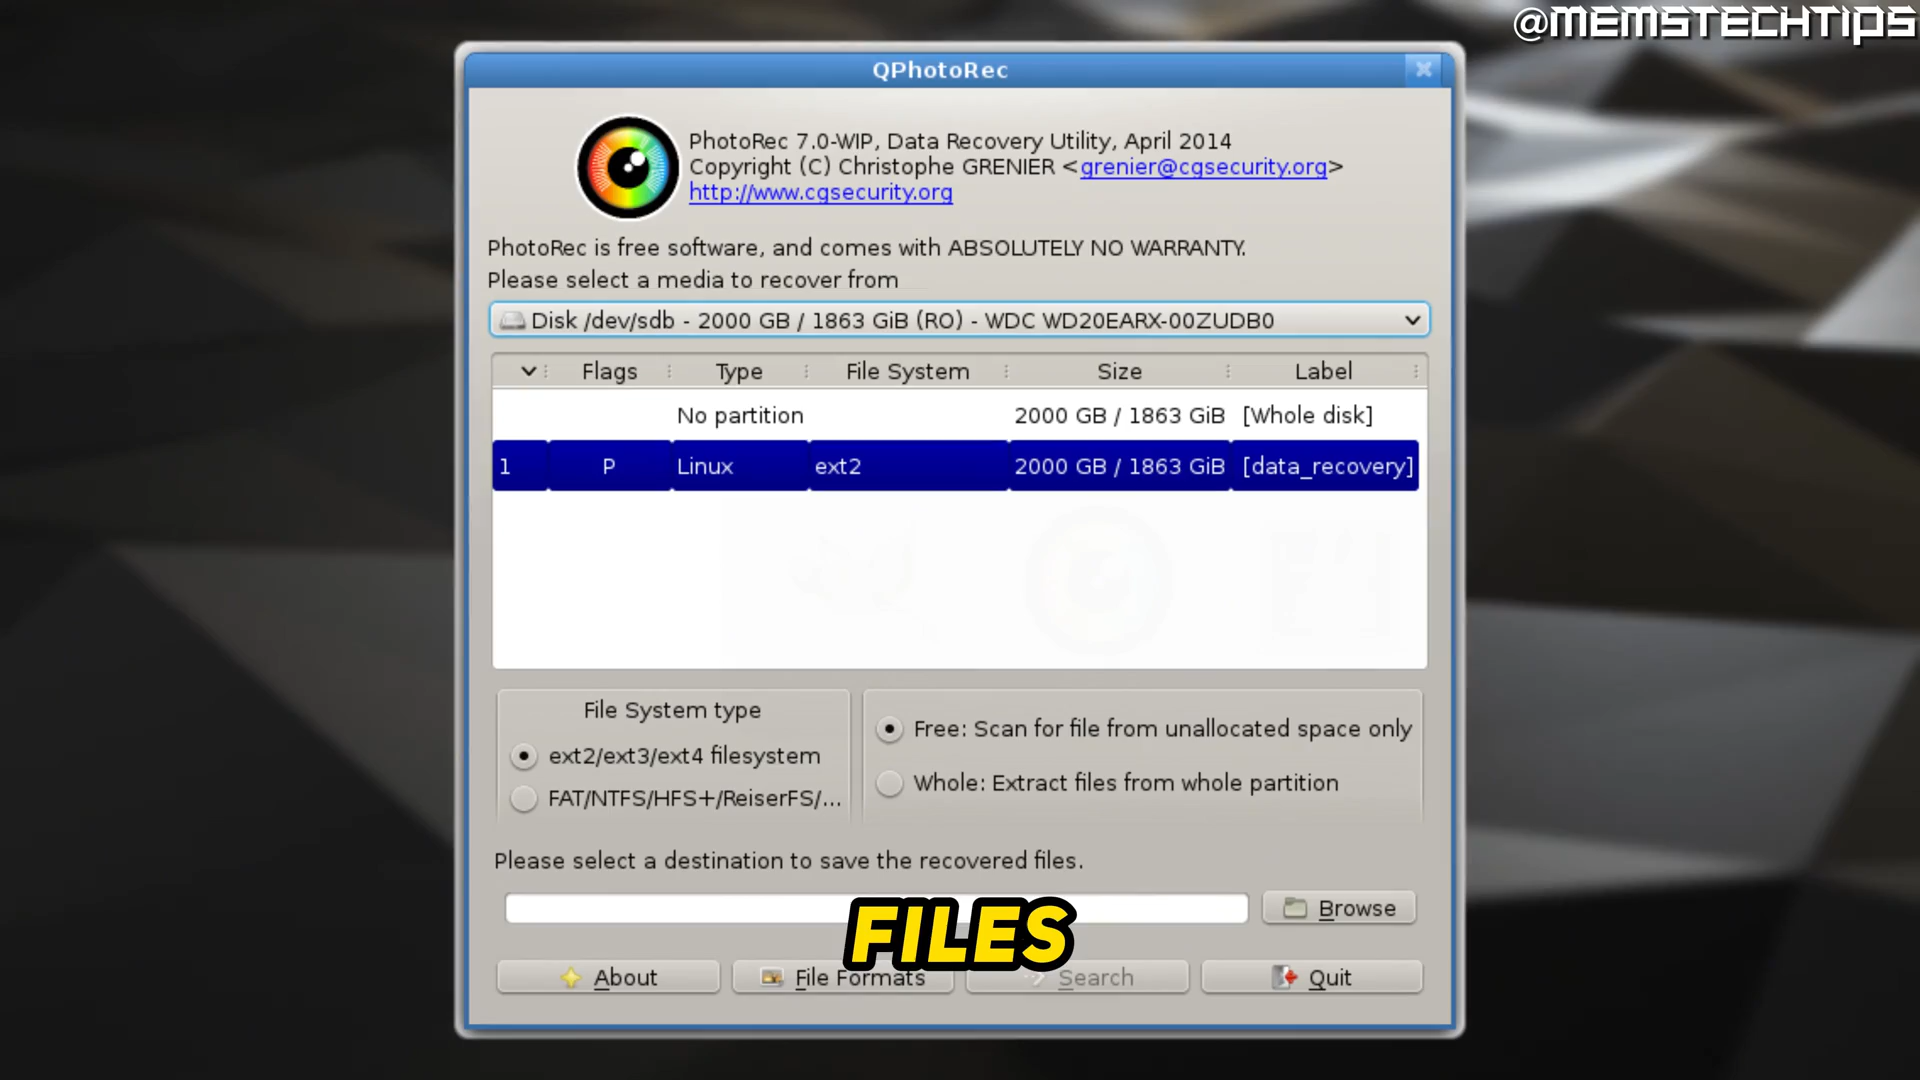 @MEMSTECHTIPS
QPhotoRec
PhotoRec 7.0-WIP, Data Recovery Utility, April 2014
Copyright (C) Christophe GRENIER <grenier@cgsecurity.org>
http://www.cgsecurity.org
PhotoRec is free software, and comes with ABSOLUTELY NO WARRANTY.
Please select a media to recover from
Disk /dev/sdb - 2000 GB / 1863 GiB (RO) - WDC WD20EARX-00ZUDB0
Flags Type File System Size Label
No partition 2000 GB / 1863 GiB [Whole disk]
1 P Linux ext2 2000 GB / 1863 GiB [data_recovery]
File System type
ext2/ext3/ext4 filesystem
FAT/NTFS/HFS+/ReiserFS/...
Free: Scan for file from unallocated space only
Whole: Extract files from whole partition
Please select a destination to save the recovered files.
Browse
FILES
About File Formats Search Quit